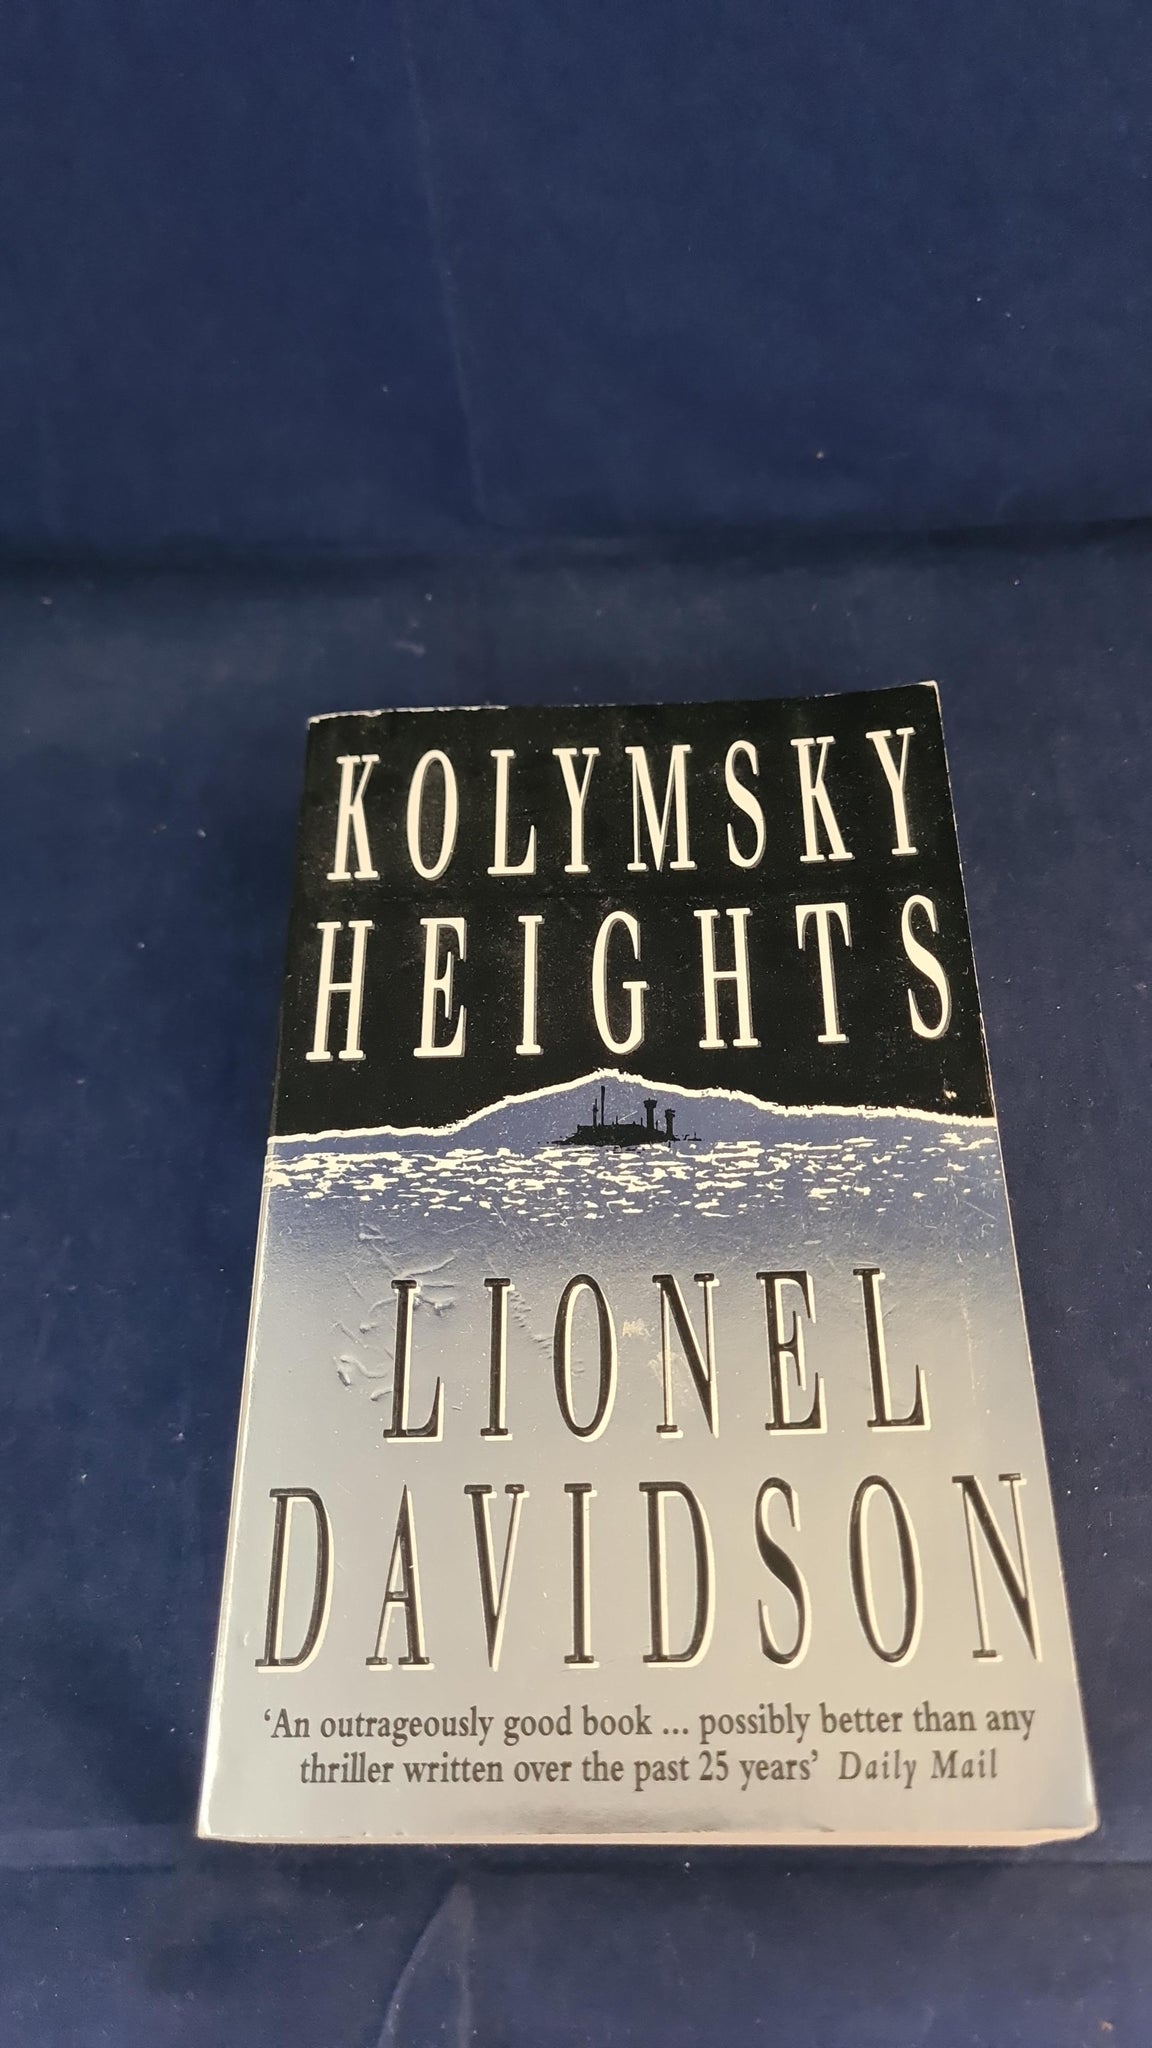 KOLYMSKY
HEIGHTS
LIONEL
DAVIDSON
‘An outrageously good book ... possibly better than any
thriller written over the past 25 years’ Daily Mail